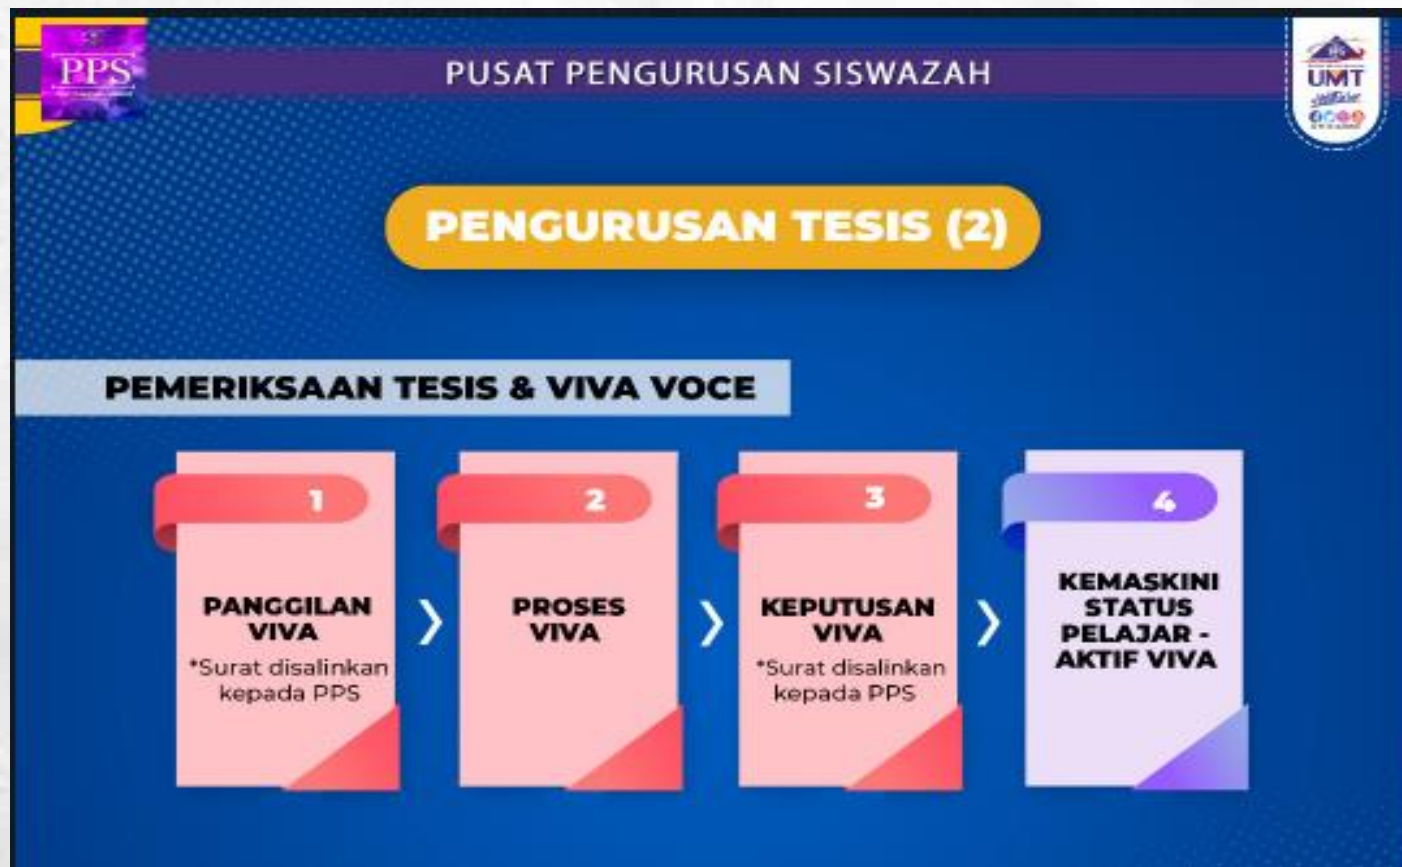 PPS
PUSAT PENGURUSAN SISWAZAH
UMT
PENGURUSAN TESIS (2)
PEMERIKSAAN TESIS & VIVA VOCE
1
PANGGILAN
VIVA
*Surat disalinkan
kepada PPS
2
PROSES
VIVA
3
KEPUTUSAN
VIVA
*Surat disalinkan
kepada PPS
4
KEMASKINI
STATUS
PELAJAR -
AKTIF VIVA